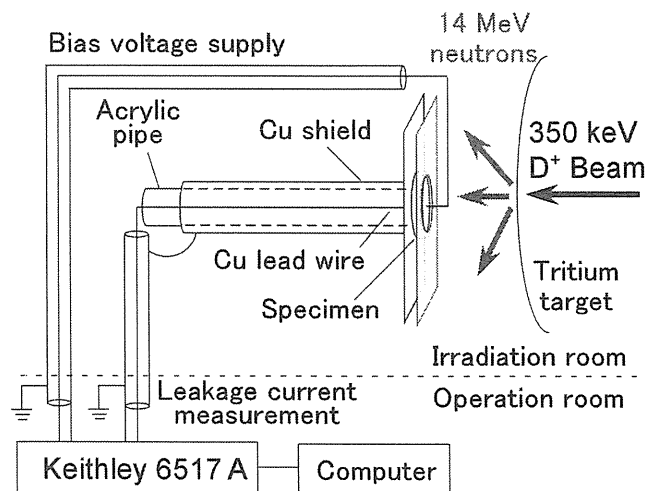 14 MeV
neutrons
Bias voltage supply
Acrylic
pipe
Cu shield
350 keV
D⁺ Beam
Cu lead wire
Specimen
Tritium
target
Irradiation room
Leakage current
measurement
Operation room
Keithley 6517A
Computer